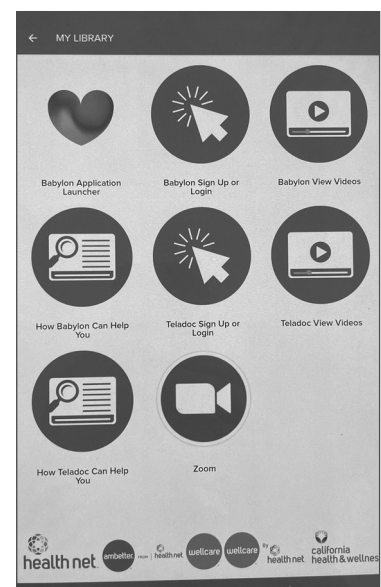 ← MY LIBRARY
Babylon Application
Launcher
Babylon Sign Up or
Login
Babylon View Videos
How Babylon Can Help
You
Teladoc Sign Up or
Login
Teladoc View Videos
How Teladoc Can Help
You
Zoom
health net
ambetter FROM health net
wellcare
wellcare By health net
california
health & wellnes